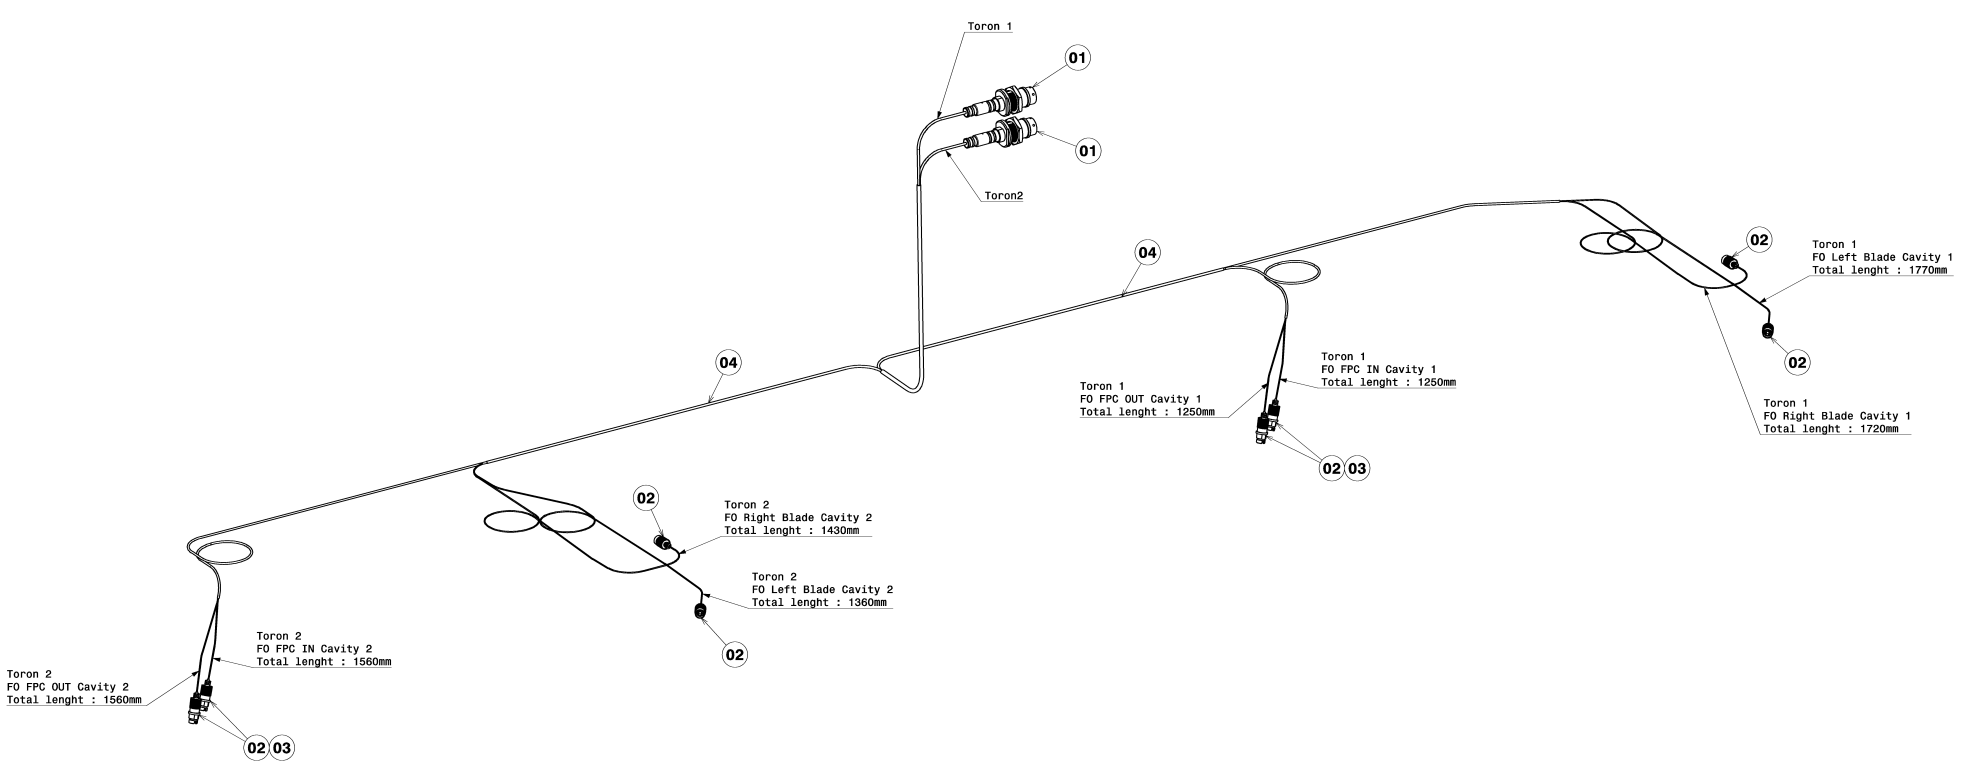 Toron 1
01
01
Toron2
04
02
Toron 1
FO Left Blade Cavity 1
Total lenght : 1770mm
02
Toron 1
FO Right Blade Cavity 1
Total lenght : 1720mm
Toron 1
FO FPC IN Cavity 1
Total lenght : 1250mm
Toron 1
FO FPC OUT Cavity 1
Total lenght : 1250mm
02 03
04
02
Toron 2
FO Right Blade Cavity 2
Total lenght : 1430mm
Toron 2
FO Left Blade Cavity 2
Total lenght : 1360mm
02
Toron 2
FO FPC IN Cavity 2
Total lenght : 1560mm
Toron 2
FO FPC OUT Cavity 2
Total lenght : 1560mm
02 03